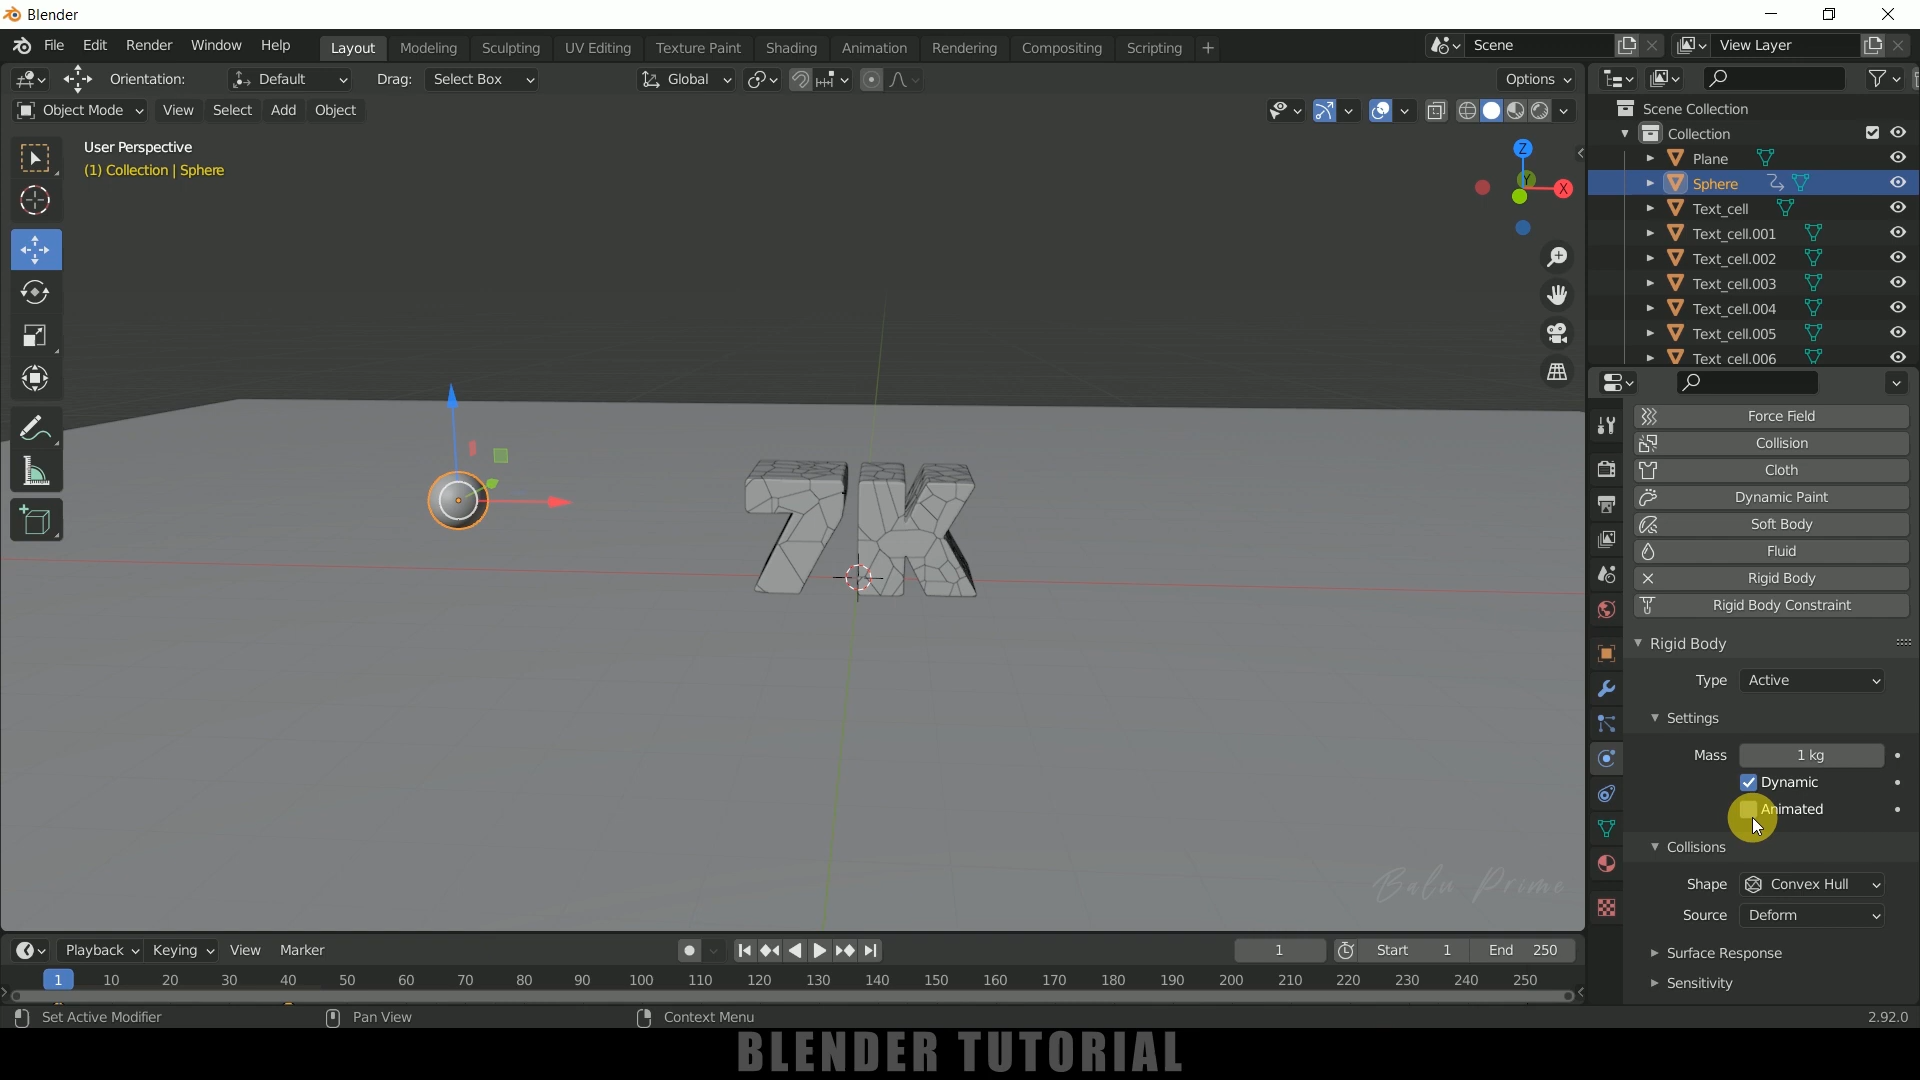 Blender
File Edit Render Window Help Layout Modeling Sculpting UV Editing Texture Paint Shading Animation Rendering Compositing Scripting + Scene View Layer
Orientation: Default Drag: Select Box Global Options
Object Mode View Select Add Object
User Perspective
(1) Collection | Sphere
Z
Y
X
7K
Balu Prime
Scene Collection
Collection
Plane
Sphere
Text_cell
Text_cell.001
Text_cell.002
Text_cell.003
Text_cell.004
Text_cell.005
Text_cell.006
Force Field
Collision
Cloth
Dynamic Paint
Soft Body
Fluid
Rigid Body
Rigid Body Constraint
Rigid Body
Type Active
Settings
Mass 1 kg
Dynamic
Animated
Collisions
Shape Convex Hull
Source Deform
Surface Response
Sensitivity
Playback Keying View Marker 1 Start 1 End 250
1 10 20 30 40 50 60 70 80 90 100 110 120 130 140 150 160 170 180 190 200 210 220 230 240 250
Set Active Modifier Pan View Context Menu 2.92.0
BLENDER TUTORIAL